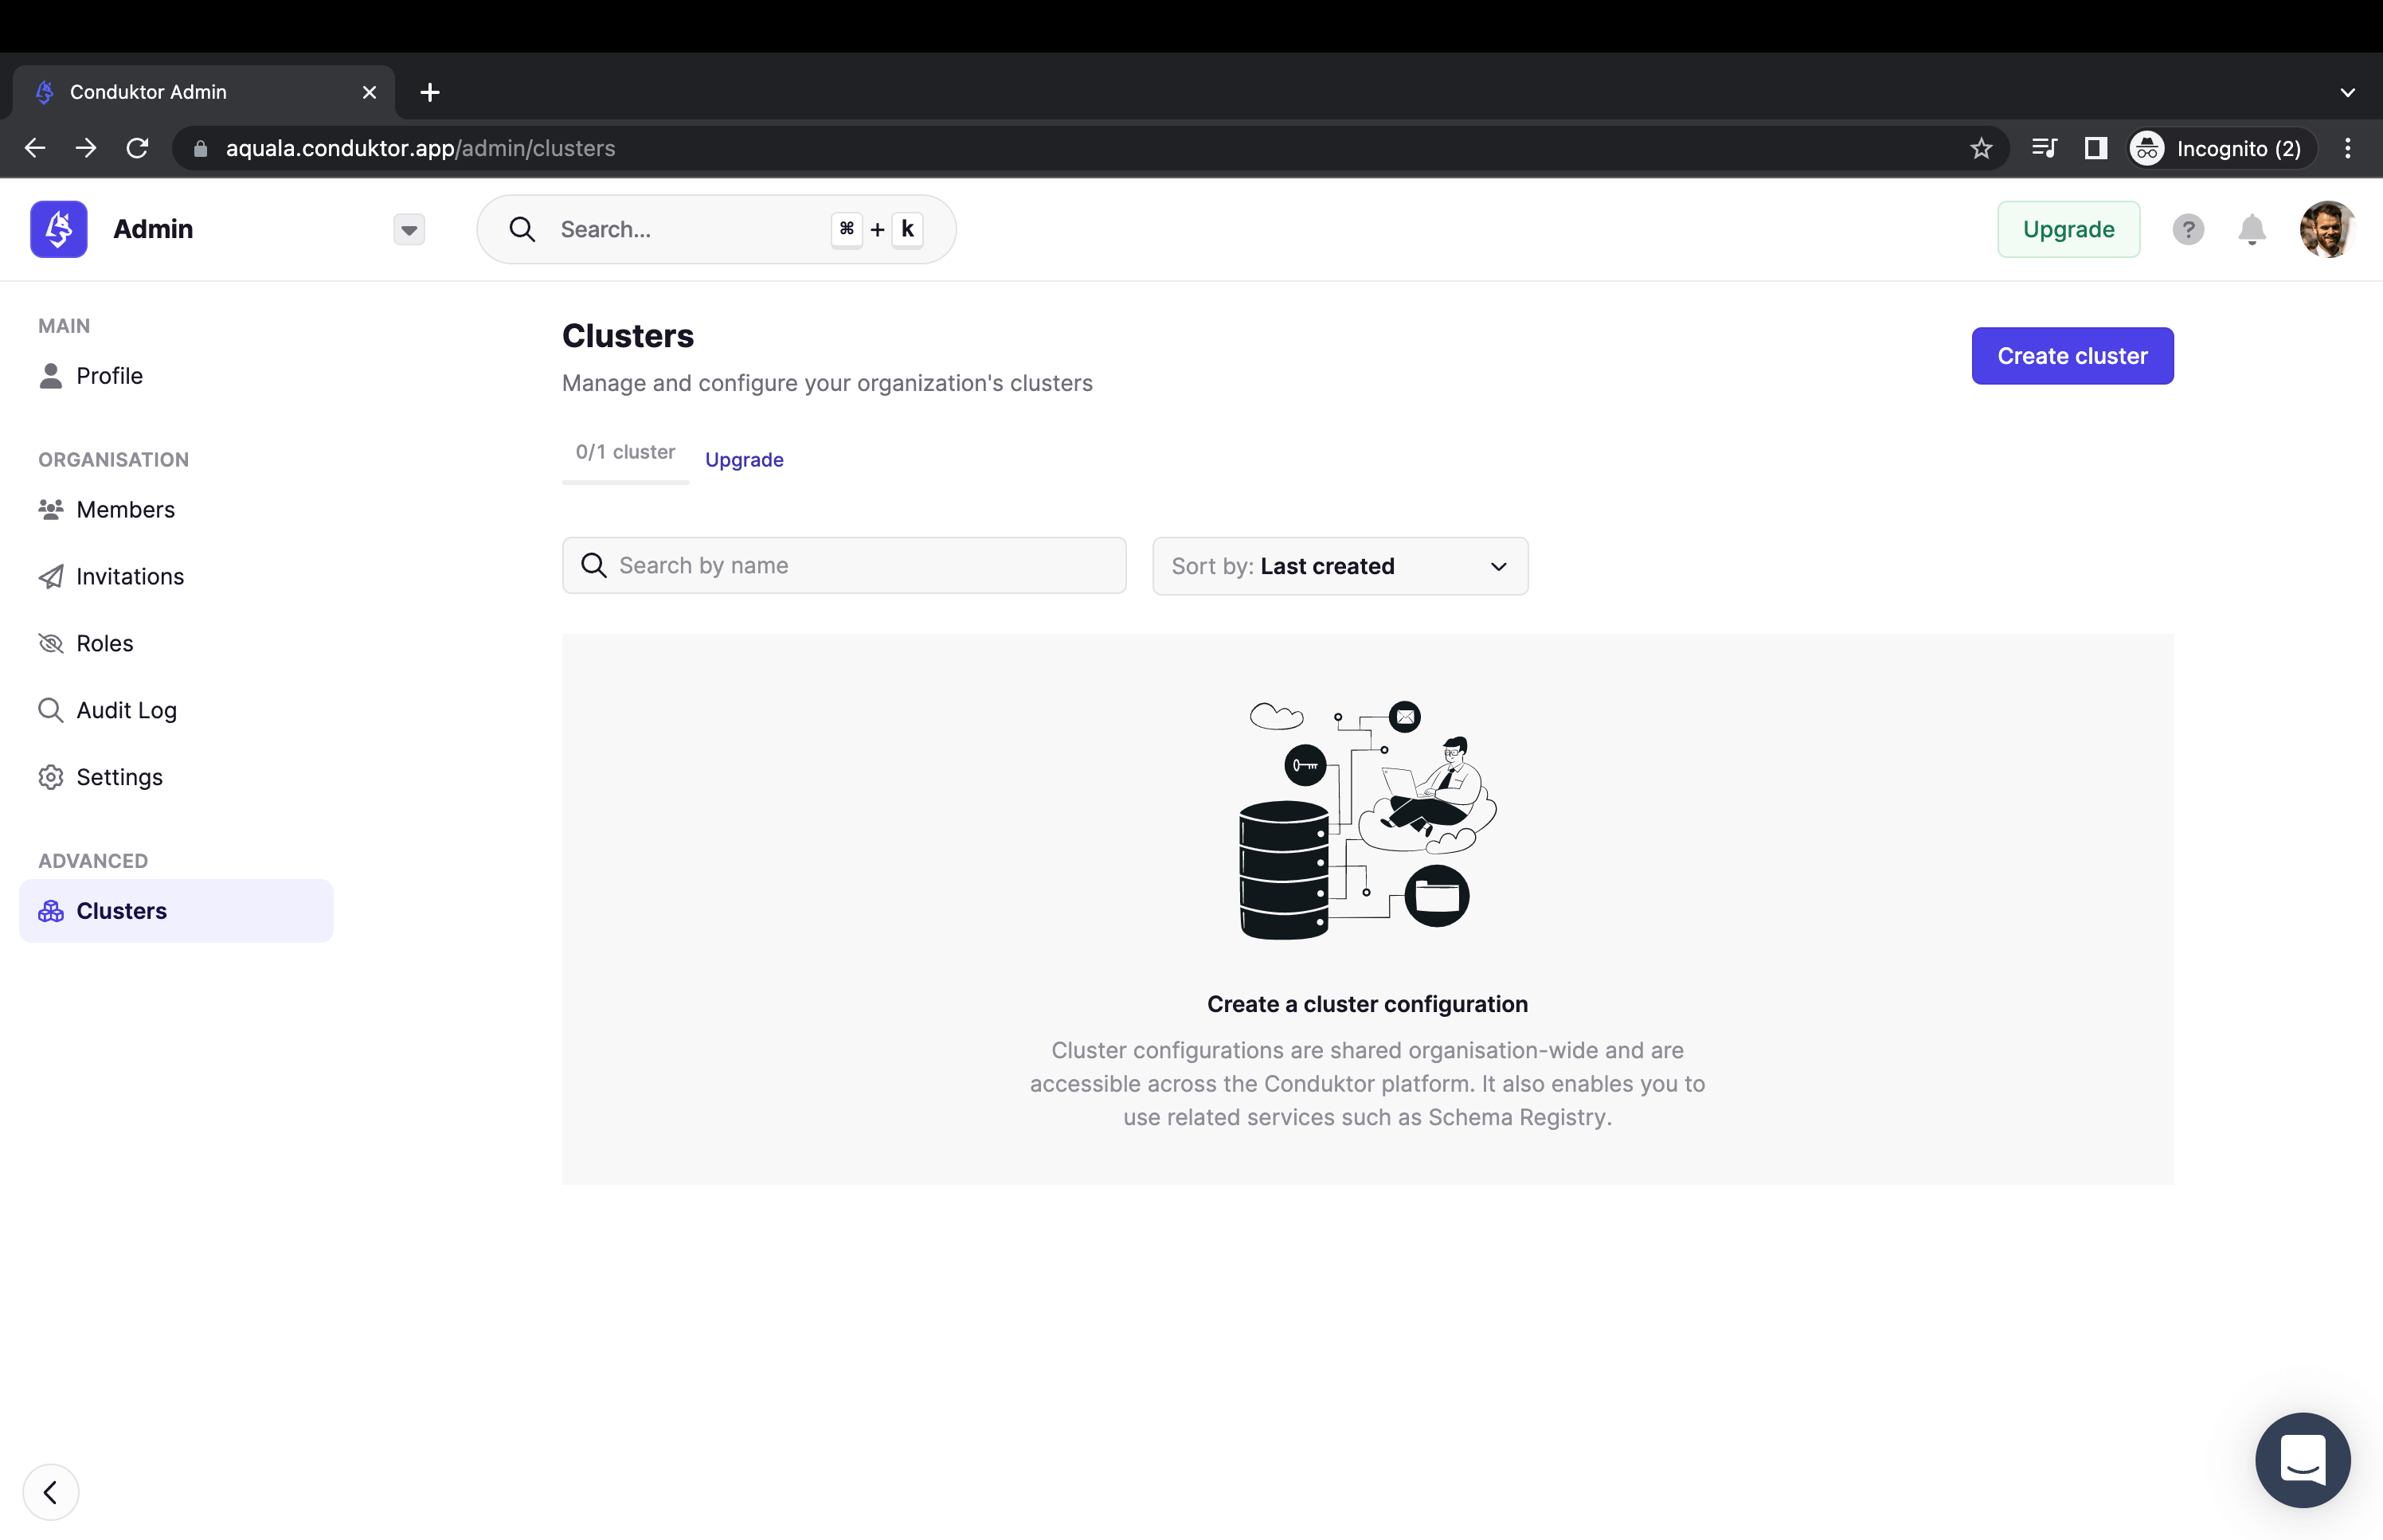 Conduktor Admin
aquala.conduktor.app/admin/clusters
Incognito (2)
Admin
Search...
⌘ + k
Upgrade
?
MAIN
Profile
ORGANISATION
Members
Invitations
Roles
Audit Log
Settings
ADVANCED
Clusters
Clusters
Manage and configure your organization's clusters
Create cluster
0/1 cluster
Upgrade
Search by name
Sort by: Last created
Create a cluster configuration
Cluster configurations are shared organisation-wide and are
accessible across the Conduktor platform. It also enables you to
use related services such as Schema Registry.